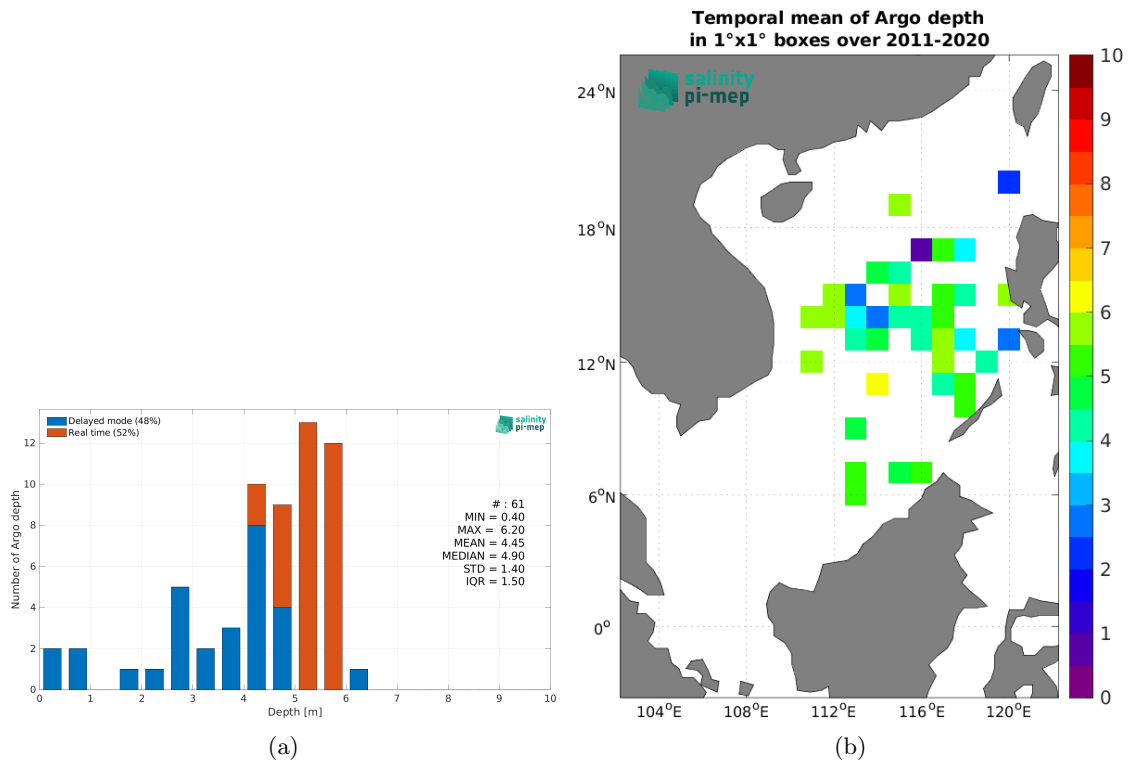 Temporal mean of Argo depth
in 1°x1° boxes over 2011-2020
salinity
pi-mep
24°N
18°N
12°N
6°N
0°
104°E
108°E
112°E
116°E
120°E
10
9
8
7
6
5
4
3
2
1
0
Delayed mode (48%)
Real time (52%)
salinity
pi-mep
# : 61
MIN = 0.40
MAX = 6.20
MEAN = 4.45
MEDIAN = 4.90
STD = 1.40
IQR = 1.50
Number of Argo depth
12
10
8
6
4
2
0
0 1 2 3 4 5 6 7 8 9 10
Depth [m]
(a)
(b)